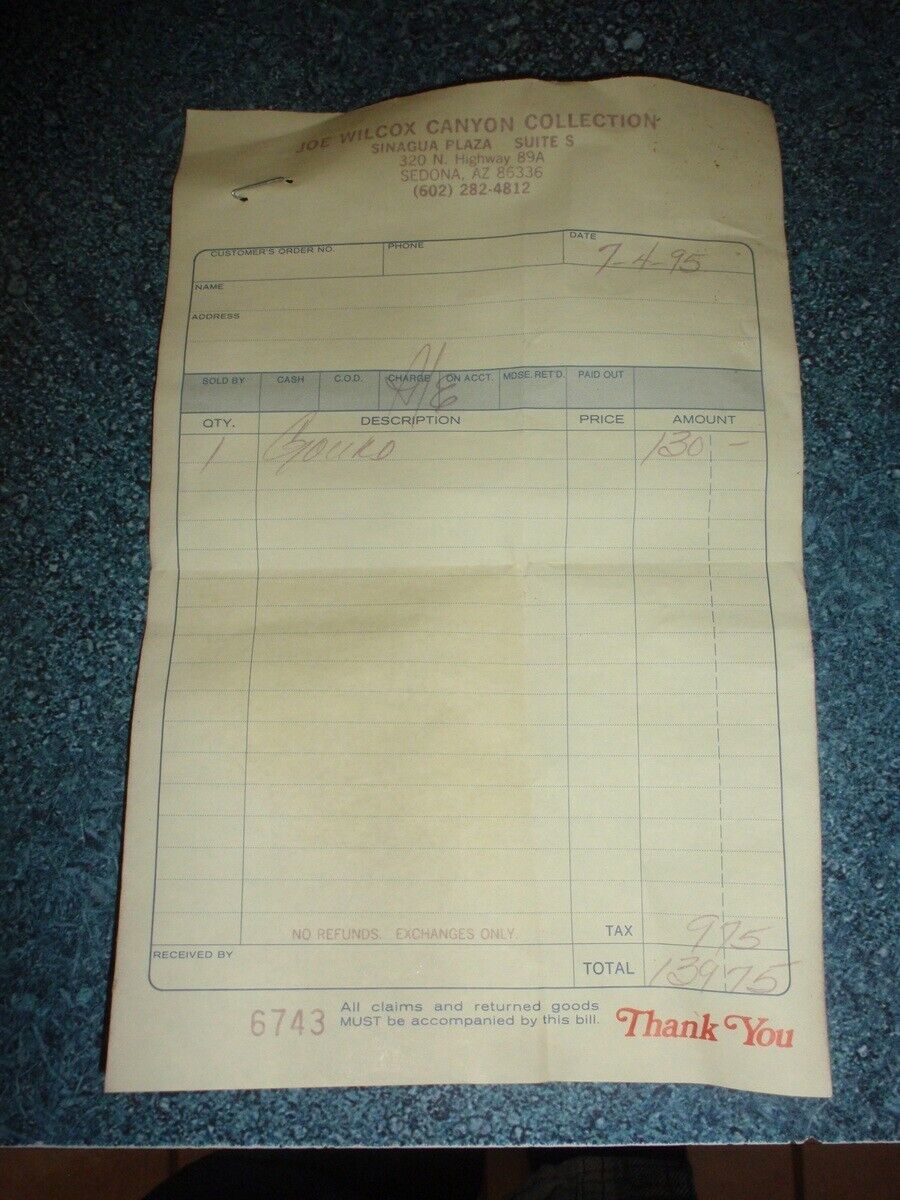 JOE WILCOX CANYON COLLECTION
SINAGUA PLAZA SUITE S
320 N. Highway 89A
SEDONA, AZ 86336
(602) 282-4812
CUSTOMER'S ORDER NO. PHONE DATE
7-4-95
NAME
ADDRESS
SOLD BY CASH C.O.D. CHARGE ON ACCT. MDSE. RET'D. PAID OUT
QTY. DESCRIPTION PRICE AMOUNT
1 Gourd 130 -
NO REFUNDS. EXCHANGES ONLY. TAX 9 75
RECEIVED BY TOTAL 139 75
6743 All claims and returned goods
MUST be accompanied by this bill. Thank You